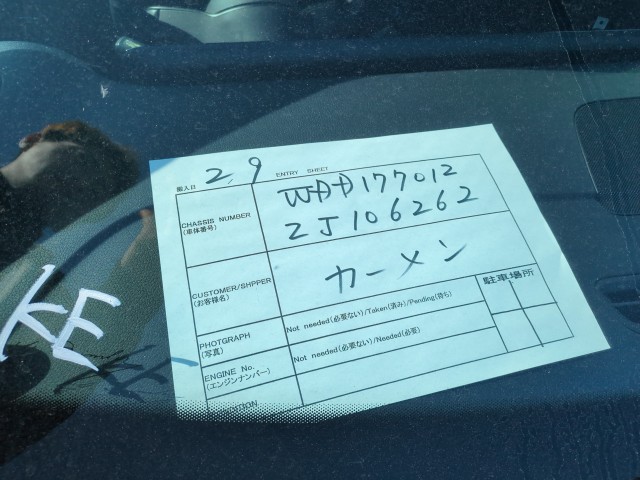 搬入日 2,9 ENTRY SHEET
CHASSIS NUMBER
(車体番号)
WDD177012
2J106262
CUSTOMER/SHPPER
(お客様名)
カーメン
PHOTGRAPH
(写真)
Not needed(必要ない)/Taken(済み)/Pending(待ち)
駐車場所
ENGINE No.
(エンジンナンバー)
Not needed(必要ない)/Needed(必要)
KE